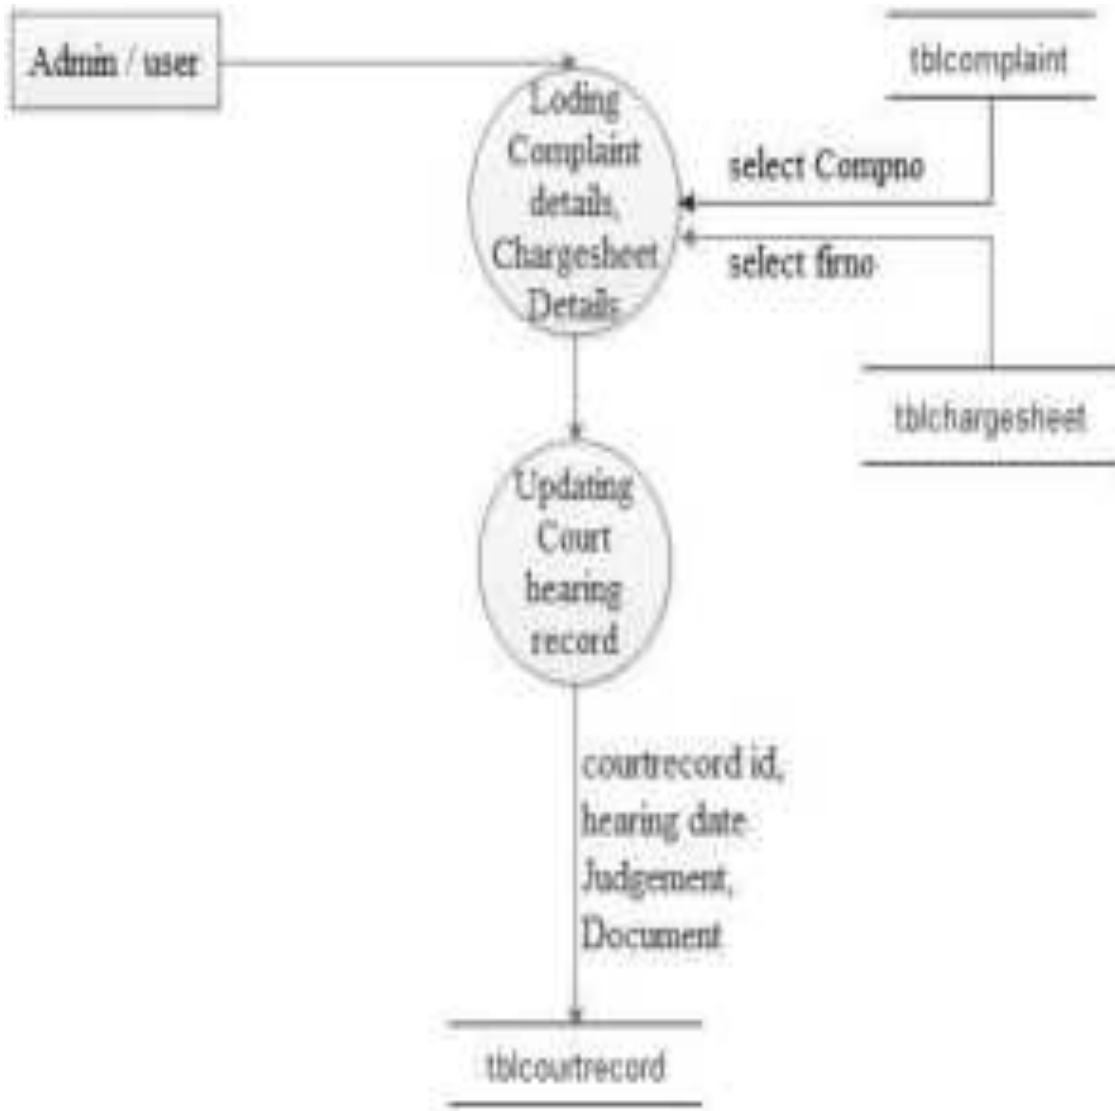 Admin / user
tblcomplaint
Loding
Complaint
details,
Chargesheet
Details
select Compno
select firno
tblchargesheet
Updating
Court
hearing
record
courtrecord id,
hearing date
Judgement,
Document
tblcourtrecord